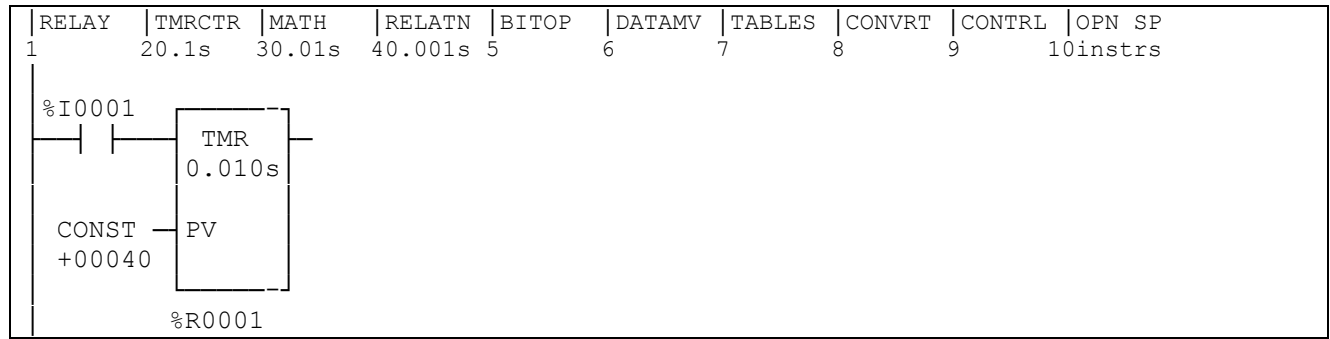 RELAY TMRCTR MATH RELATN BITOP DATAMV TABLES CONVRT CONTRL OPN SP
1 20.1s 30.01s 40.001s 5 6 7 8 9 10instrs
%I0001
TMR
0.010s
CONST PV
+00040
%R0001